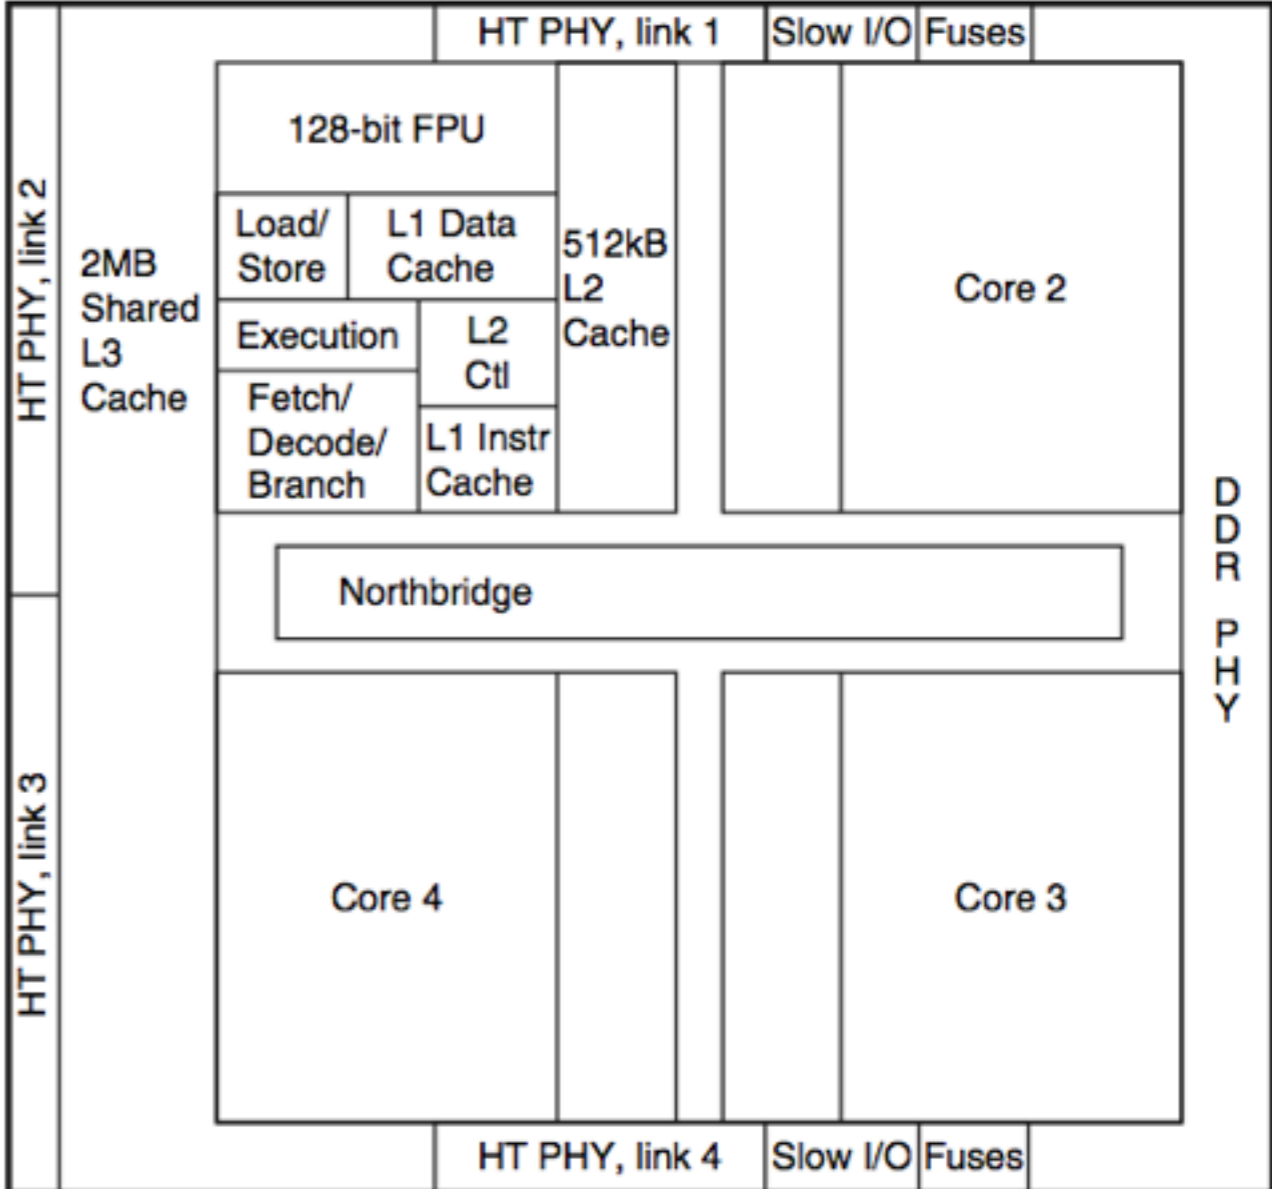 HT PHY, link 1
Slow I/O
Fuses
HT PHY, link 2
2MB
Shared
L3
Cache
128-bit FPU
Load/
Store
L1 Data
Cache
Execution
L2
Ctl
Fetch/
Decode/
Branch
L1 Instr
Cache
512kB
L2
Cache
Core 2
Northbridge
D
D
R
P
H
Y
HT PHY, link 3
Core 4
Core 3
HT PHY, link 4
Slow I/O
Fuses